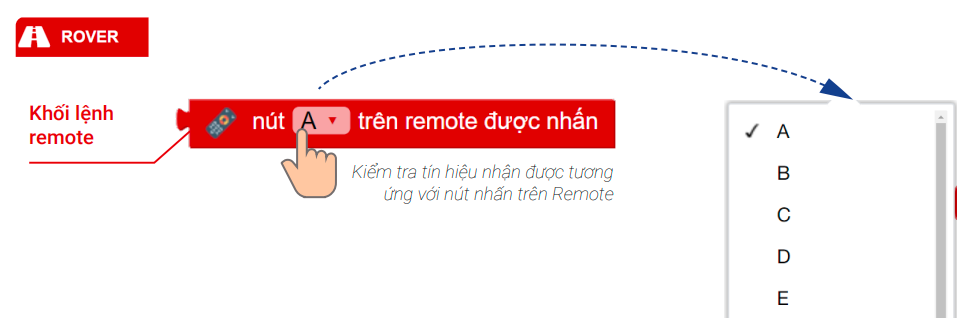 ROVER
Khối lệnh
remote
nút A ▼ trên remote được nhấn
Kiểm tra tín hiệu nhận được tương
ứng với nút nhấn trên Remote
✓ A
B
C
D
E